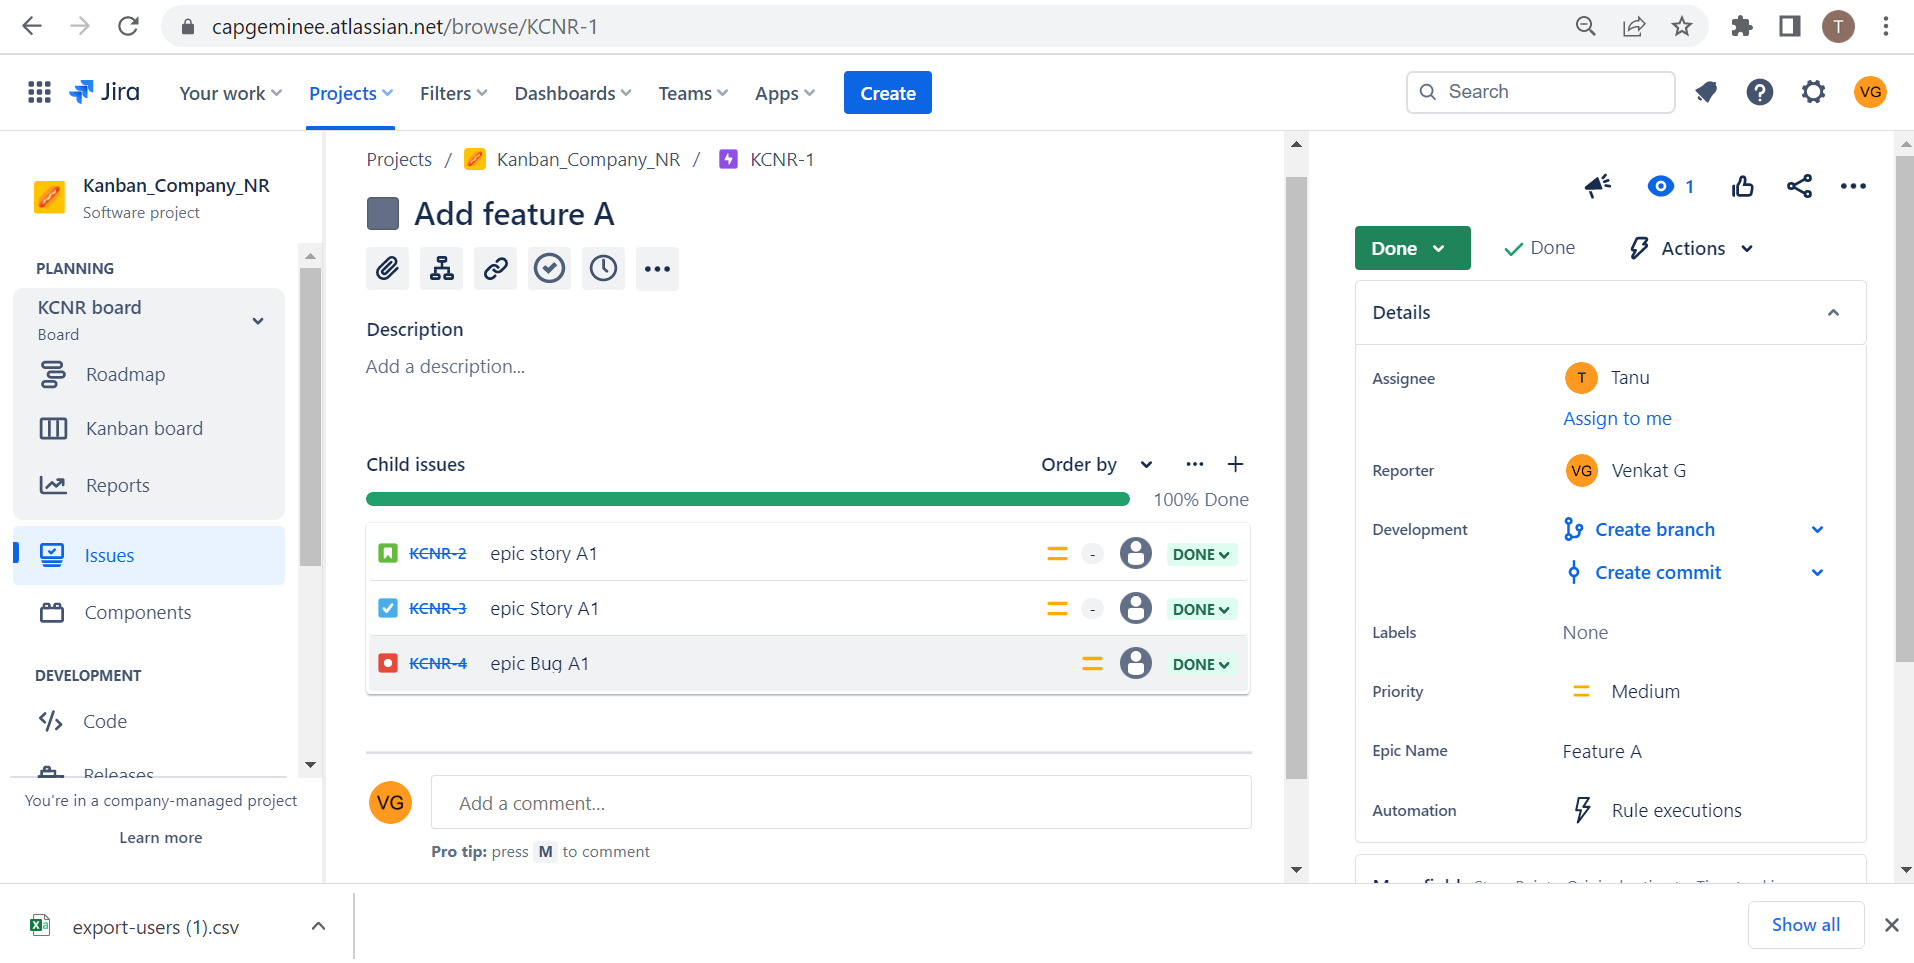 capgeminee.atlassian.net/browse/KCNR-1
T
Jira
Your work
Projects
Filters
Dashboards
Teams
Apps
Create
Search
VG
Kanban_Company_NR
Software project
PLANNING
KCNR board
Board
Roadmap
Kanban board
Reports
Issues
Components
DEVELOPMENT
Code
Releases
You're in a company-managed project
Learn more
Projects / Kanban_Company_NR / KCNR-1
Add feature A
Description
Add a description...
Child issues
Order by
100% Done
KCNR-2 epic story A1 - DONE
KCNR-3 epic Story A1 - DONE
KCNR-4 epic Bug A1 DONE
VG
Add a comment...
Pro tip: press M to comment
1
Done
Done
Actions
Details
Assignee
T Tanu
Assign to me
Reporter
VG Venkat G
Development
Create branch
Create commit
Labels
None
Priority
Medium
Epic Name
Feature A
Automation
Rule executions
export-users (1).csv
Show all